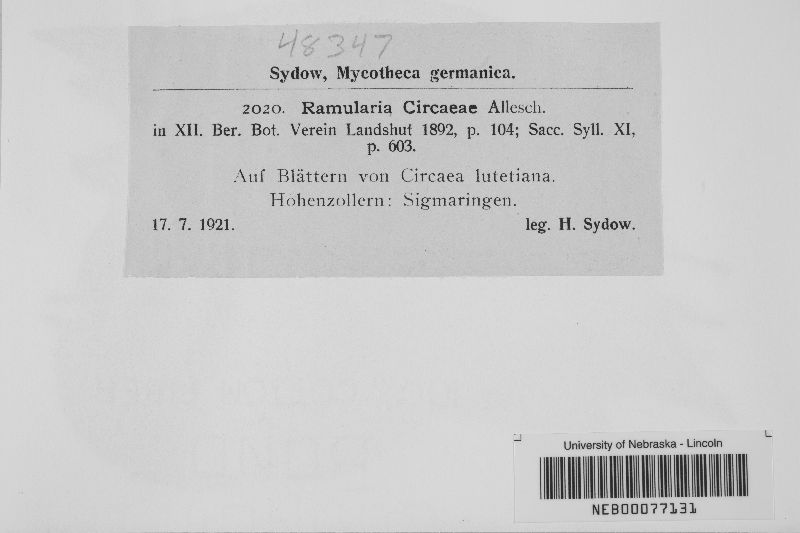 48347
Sydow, Mycotheca germanica.
2020. Ramularia Circaeae Allesch.
in XII. Ber. Bot. Verein Landshut 1892, p. 104; Sacc. Syll. XI,
p. 603.
Auf Blättern von Circaea lutetiana.
Hohenzollern: Sigmaringen.
17. 7. 1921. leg. H. Sydow.
University of Nebraska - Lincoln
NEB00077131